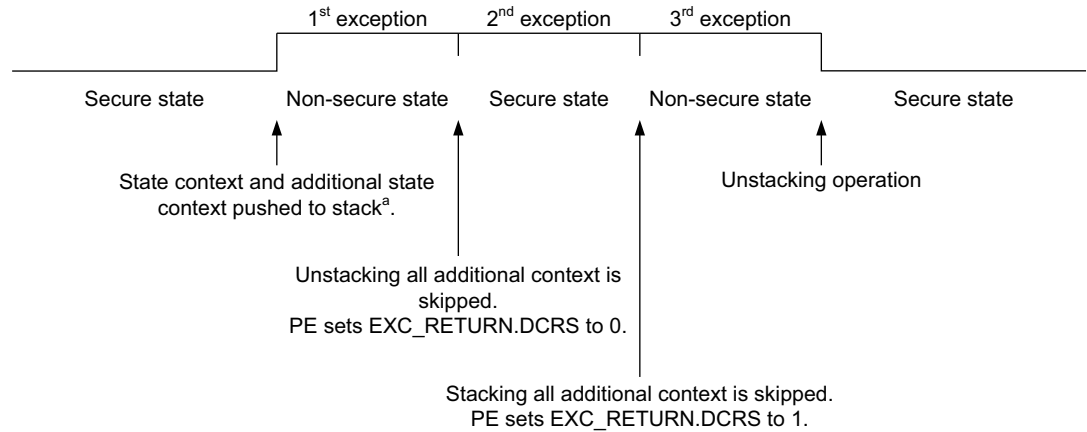 1st exception 2nd exception 3rd exception
Secure state Non-secure state Secure state Non-secure state Secure state
State context and additional state
context pushed to stacka.
Unstacking operation
Unstacking all additional context is
skipped.
PE sets EXC_RETURN.DCRS to 0.
Stacking all additional context is skipped.
PE sets EXC_RETURN.DCRS to 1.